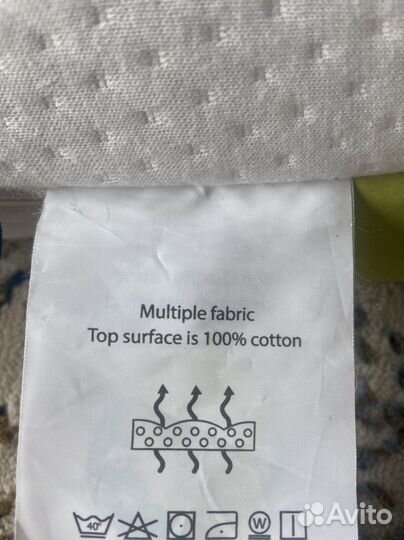 Multiple fabric
Top surface is 100% cotton
40°
W
Avito